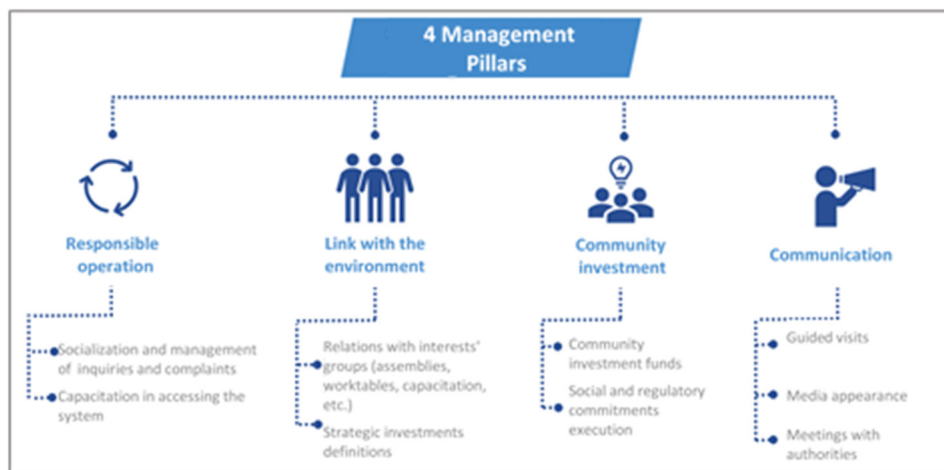 4 Management
Pillars
Responsible
operation
Socialization and management
of inquiries and complaints
Capacitation in accessing the
system
Link with the
environment
Relations with interests'
groups (assemblies,
worktables, capacitation,
etc.)
Strategic investments
definitions
Community
investment
Community
investment funds
Social and regulatory
commitments
execution
Communication
Guided visits
Media appearance
Meetings with
authorities